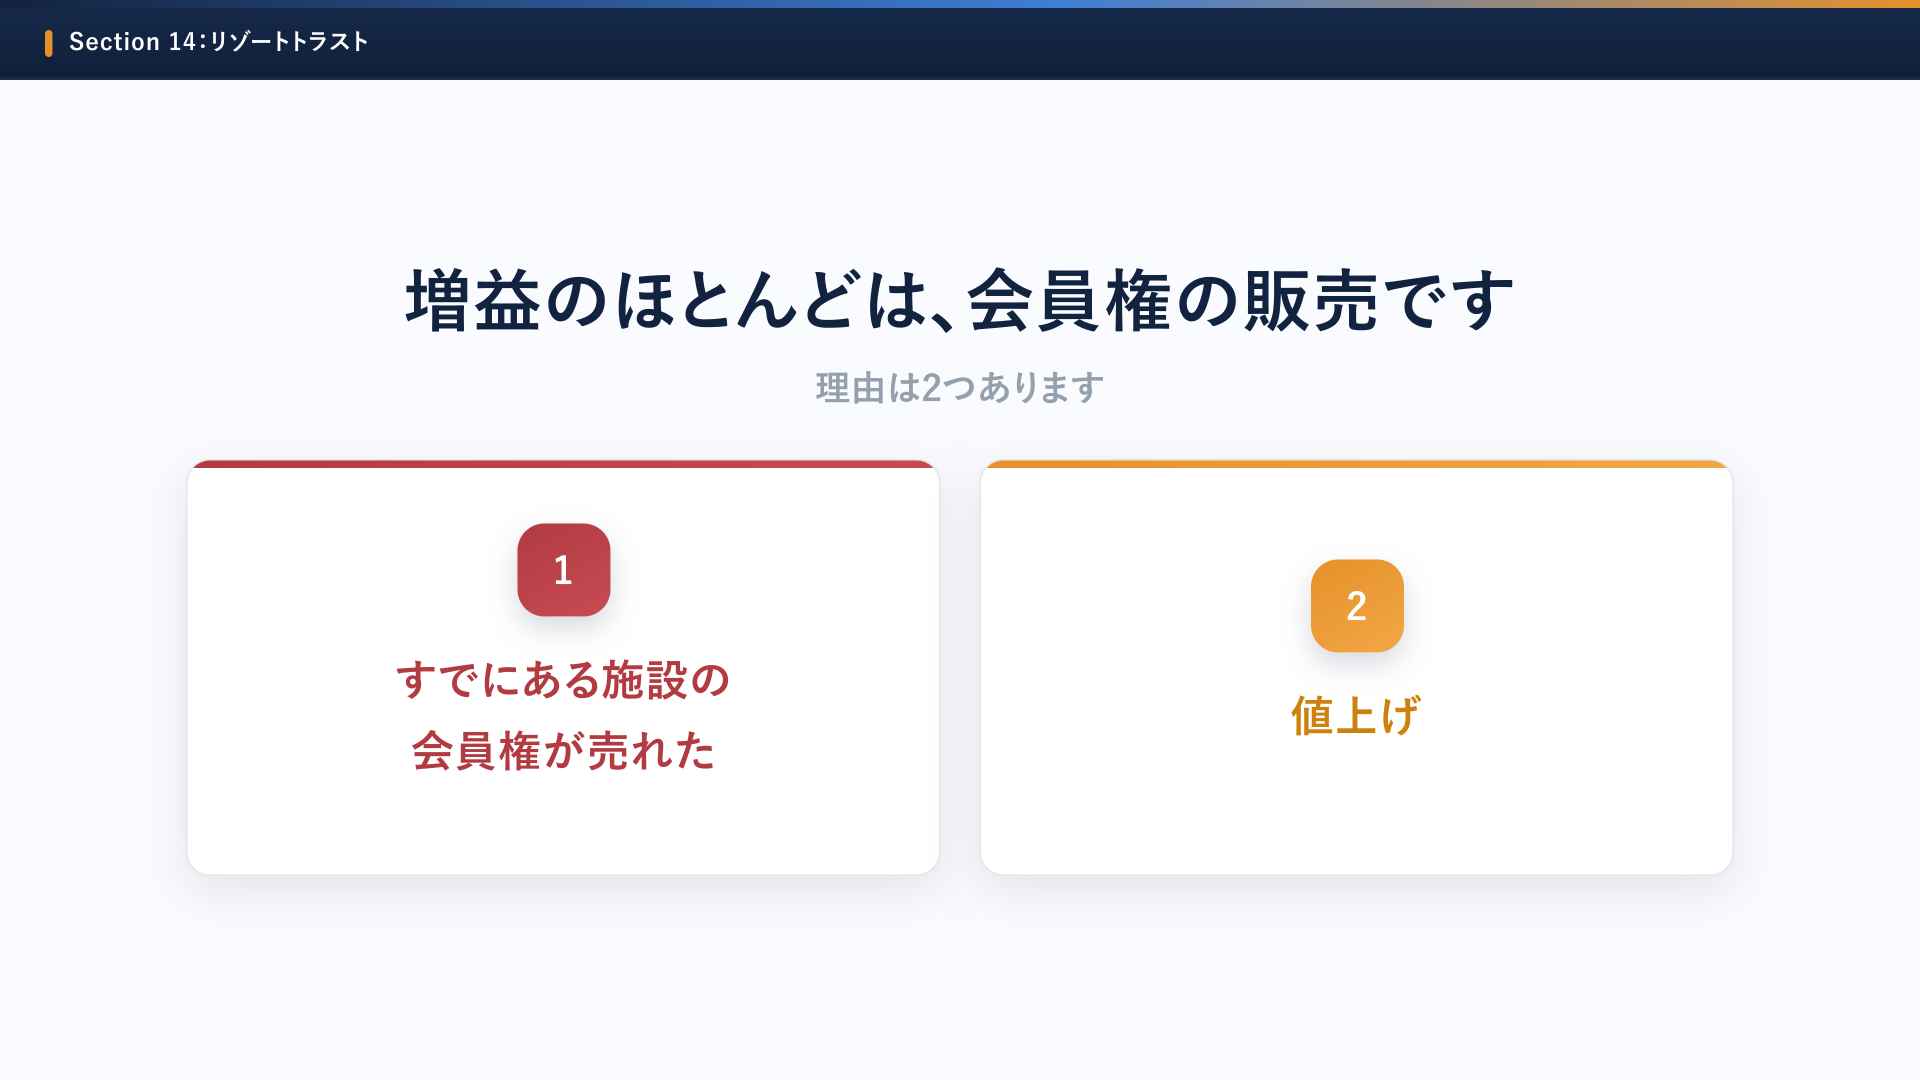 Section 14：リゾートトラスト
増益のほとんどは、会員権の販売です
理由は2つあります
1
すでにある施設の
会員権が売れた
2
値上げ